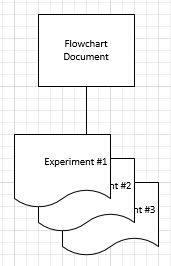 Flowchart
Document
Experiment #1
nt #2
nt #3